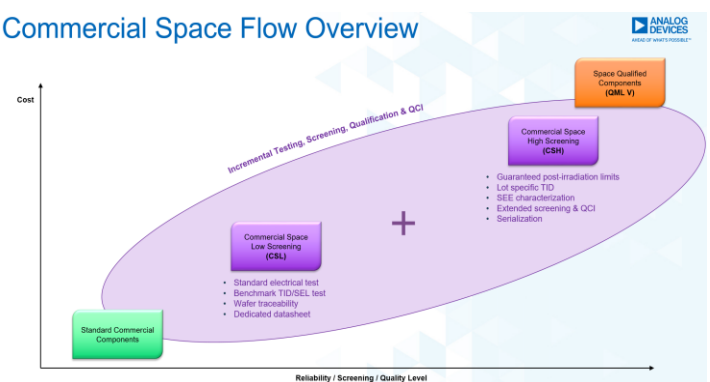 Commercial Space Flow Overview
ANALOG
DEVICES
AHEAD OF WHAT'S POSSIBLE™
Cost
Space Qualified
Components
(QML V)
Incremental Testing, Screening, Qualification & QCI
Commercial Space
High Screening
(CSH)
• Guaranteed post-irradiation limits
• Lot specific TID
• SEE characterization
• Extended screening & QCI
• Serialization
+
Commercial Space
Low Screening
(CSL)
• Standard electrical test
• Benchmark TID/SEL test
• Wafer traceability
• Dedicated datasheet
Standard Commercial
Components
Reliability / Screening / Quality Level